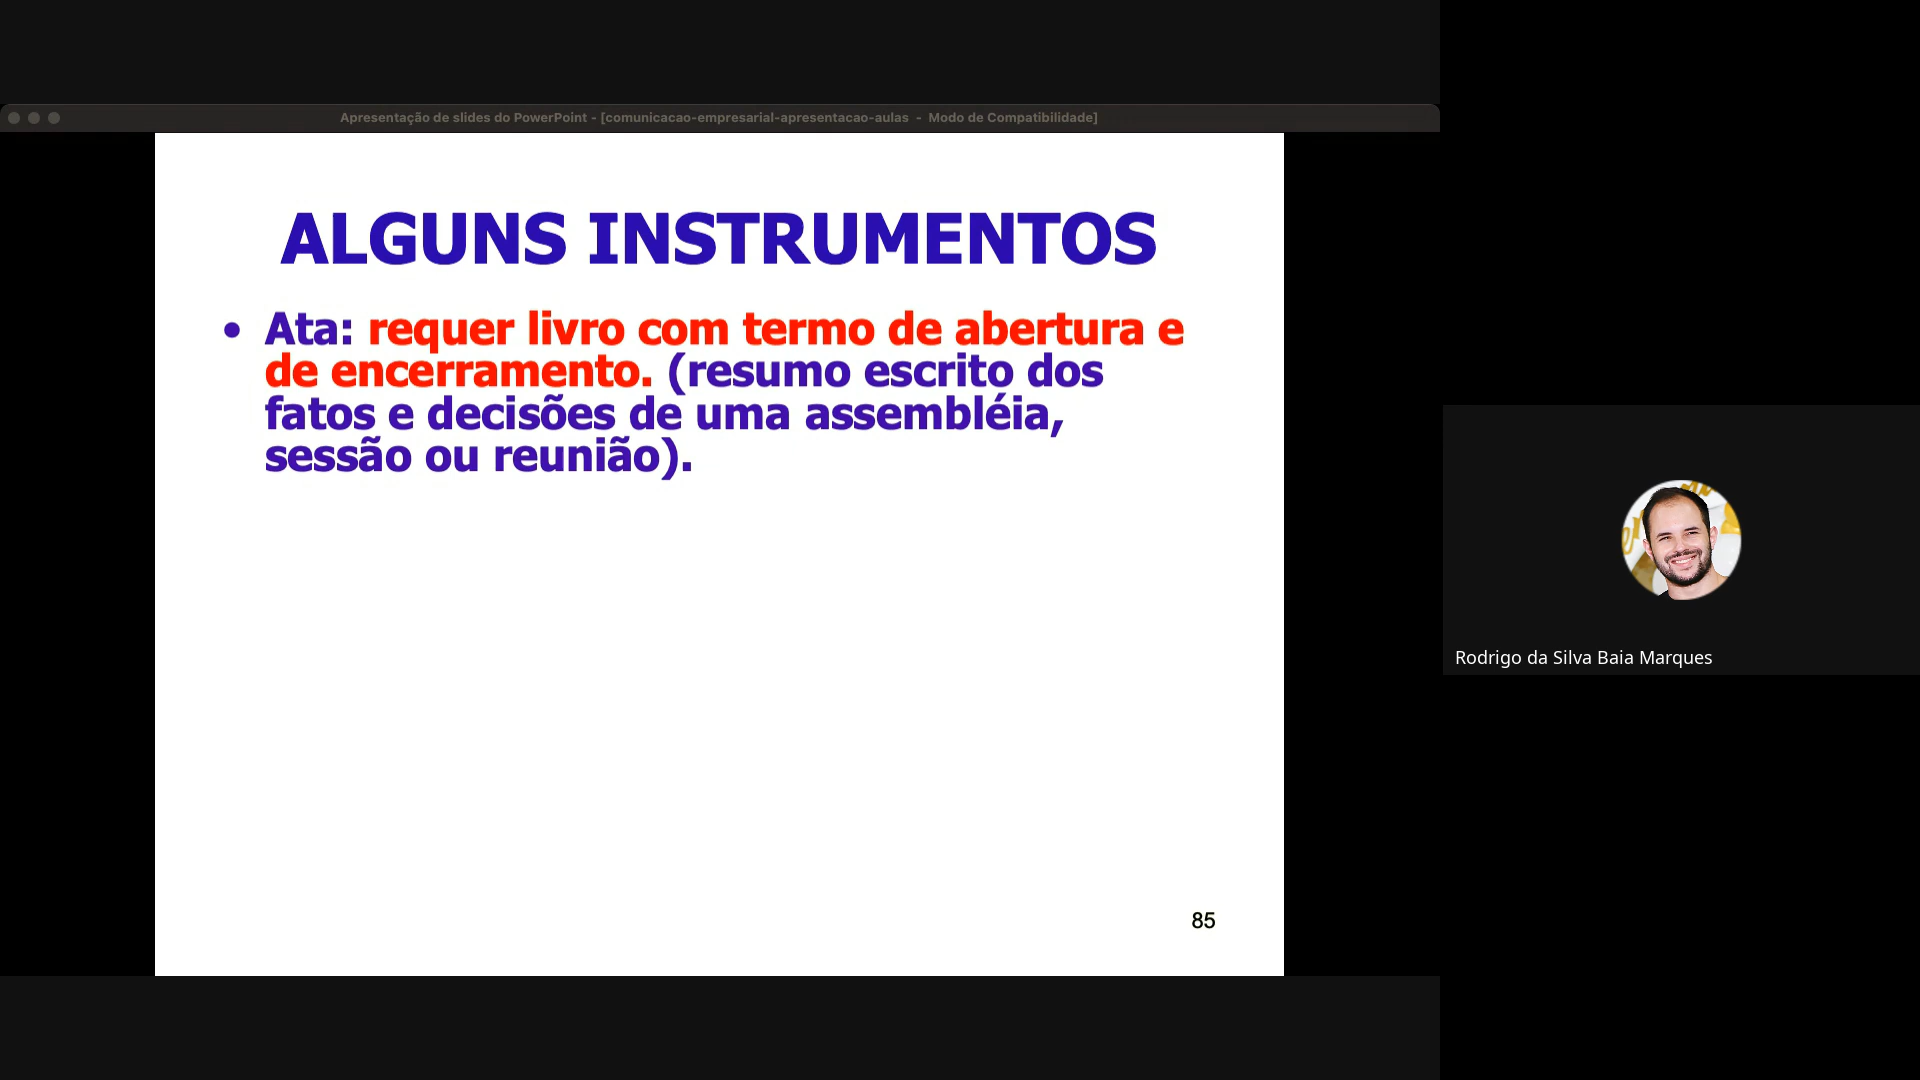 Apresentação de slides do PowerPoint - [comunicacao-empresarial-apresentacao-aulas - Modo de Compatibilidade]
ALGUNS INSTRUMENTOS
• Ata: requer livro com termo de abertura e
de encerramento. (resumo escrito dos
fatos e decisões de uma assembléia,
sessão ou reunião).
Rodrigo da Silva Baia Marques
85